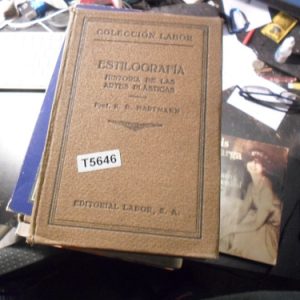 COLECCIÓN LABOR
ESTILOGRAFÍA
HISTORIA DE LAS
ARTES PLÁSTICAS
Prof. K. O. HARTMANN
T5646
EDITORIAL LABOR, S. A.